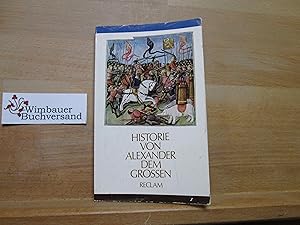 Wimbauer
Buchversand
HISTORIE
VON
ALEXANDER
DEM
GROSSEN
RECLAM